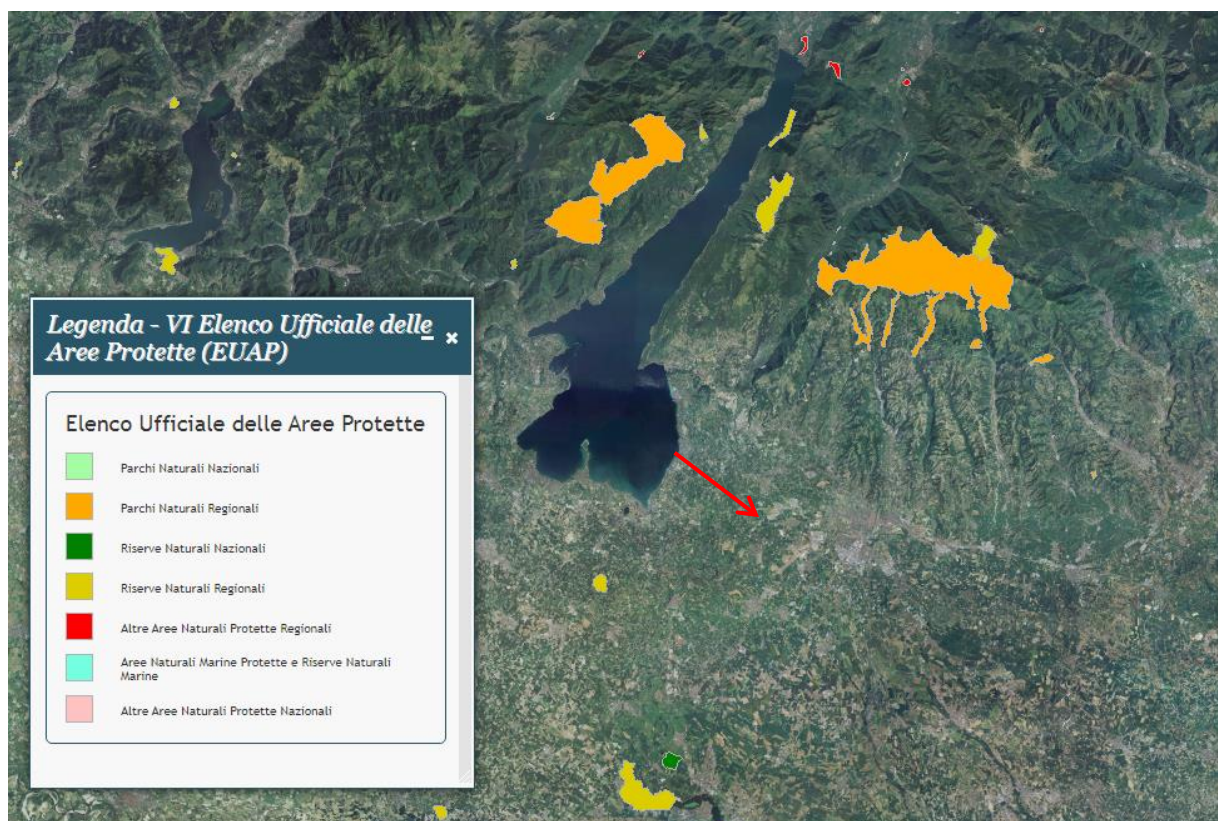 Legenda - VI Elenco Ufficiale delle
Aree Protette (EUAP)
Elenco Ufficiale delle Aree Protette
Parchi Naturali Nazionali
Parchi Naturali Regionali
Riserve Naturali Nazionali
Riserve Naturali Regionali
Altre Aree Naturali Protette Regionali
Aree Naturali Marine Protette e Riserve Naturali
Marine
Altre Aree Naturali Protette Nazionali